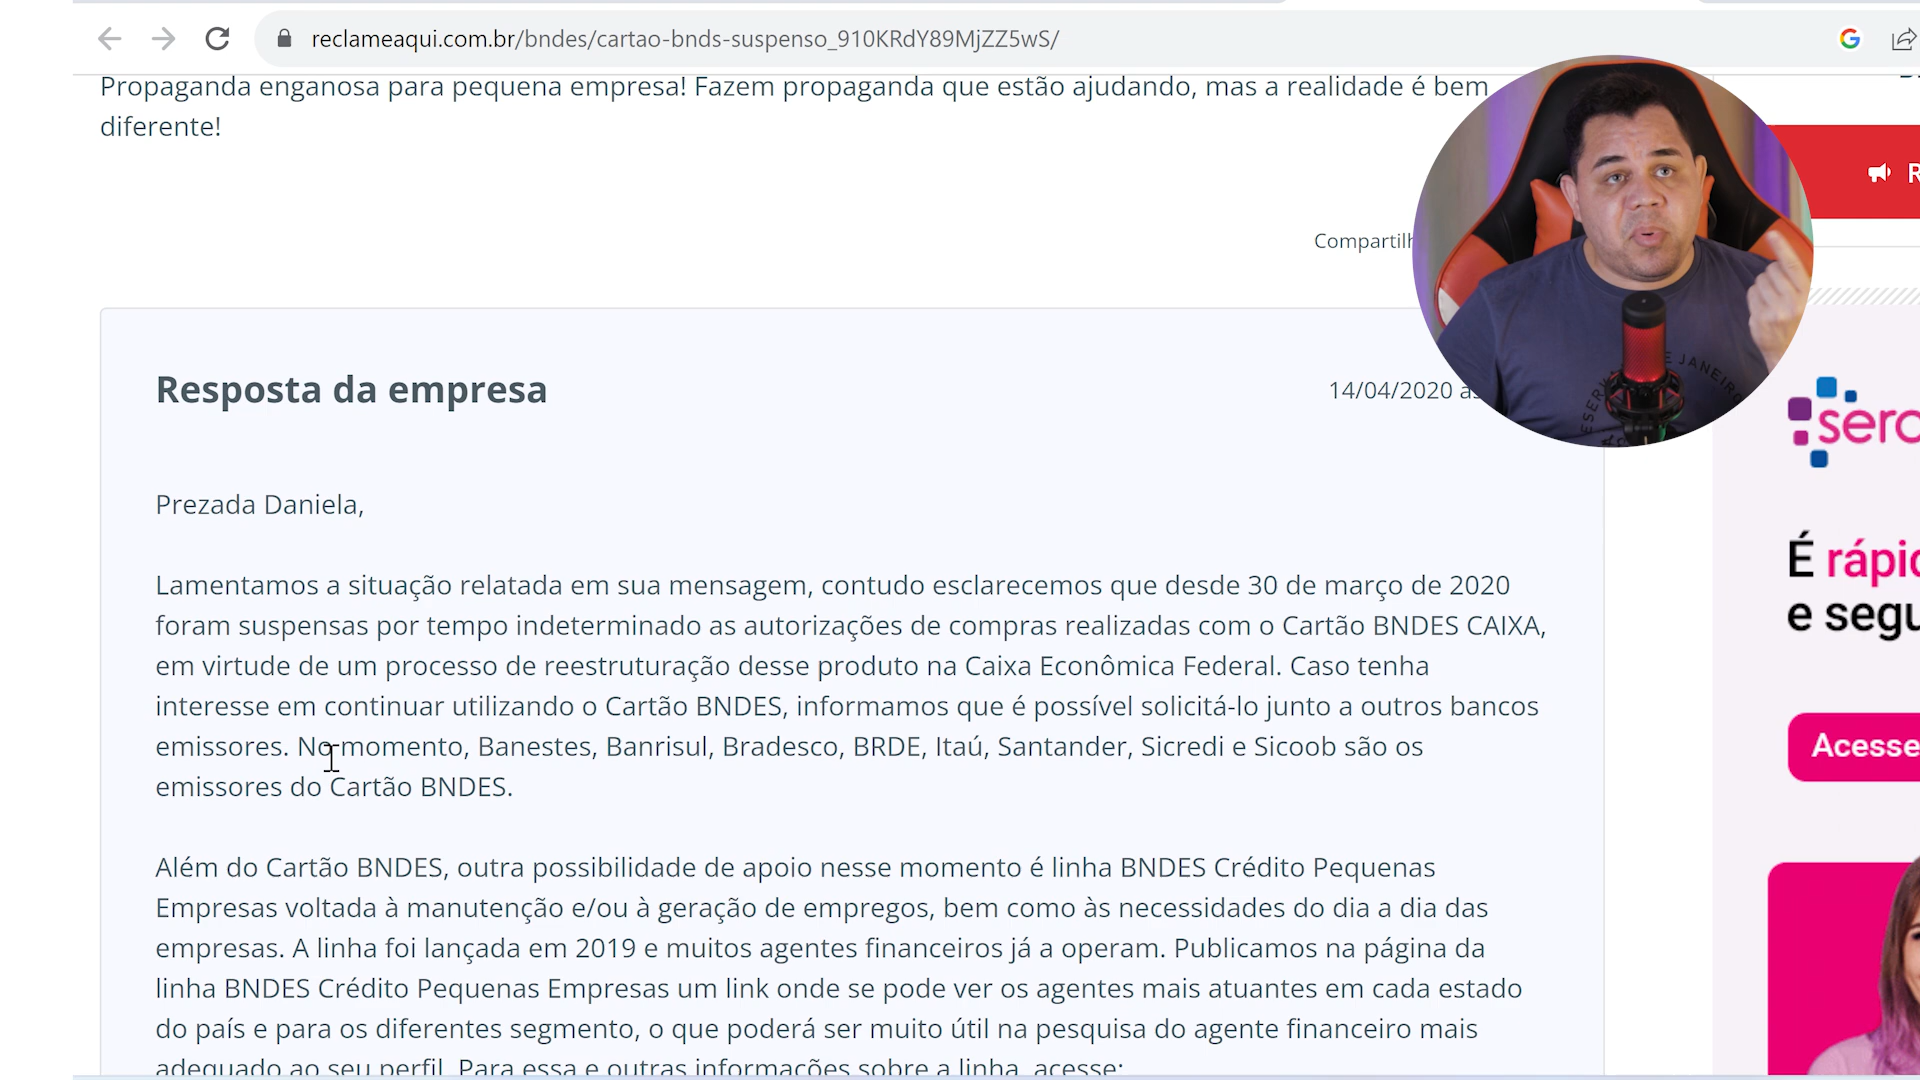 reclameaqui.com.br/bndes/cartao-bnds-suspenso_910KRdY89MjZZ5wS/
Propaganda enganosa para pequena empresa! Fazem propaganda que estão ajudando, mas a realidade é bem
diferente!
R
Compartilh
Resposta da empresa
14/04/2020 às
E JANEIRO
Prezada Daniela,
Lamentamos a situação relatada em sua mensagem, contudo esclarecemos que desde 30 de março de 2020
foram suspensas por tempo indeterminado as autorizações de compras realizadas com o Cartão BNDES CAIXA,
em virtude de um processo de reestruturação desse produto na Caixa Econômica Federal. Caso tenha
interesse em continuar utilizando o Cartão BNDES, informamos que é possível solicitá-lo junto a outros bancos
emissores. No momento, Banestes, Banrisul, Bradesco, BRDE, Itaú, Santander, Sicredi e Sicoob são os
emissores do Cartão BNDES.
Além do Cartão BNDES, outra possibilidade de apoio nesse momento é linha BNDES Crédito Pequenas
Empresas voltada à manutenção e/ou à geração de empregos, bem como às necessidades do dia a dia das
empresas. A linha foi lançada em 2019 e muitos agentes financeiros já a operam. Publicamos na página da
linha BNDES Crédito Pequenas Empresas um link onde se pode ver os agentes mais atuantes em cada estado
do país e para os diferentes segmento, o que poderá ser muito útil na pesquisa do agente financeiro mais
adequado ao seu perfil. Para essa e outras informações sobre a linha, acesse:
sera
É rápic
e segu
Acesse